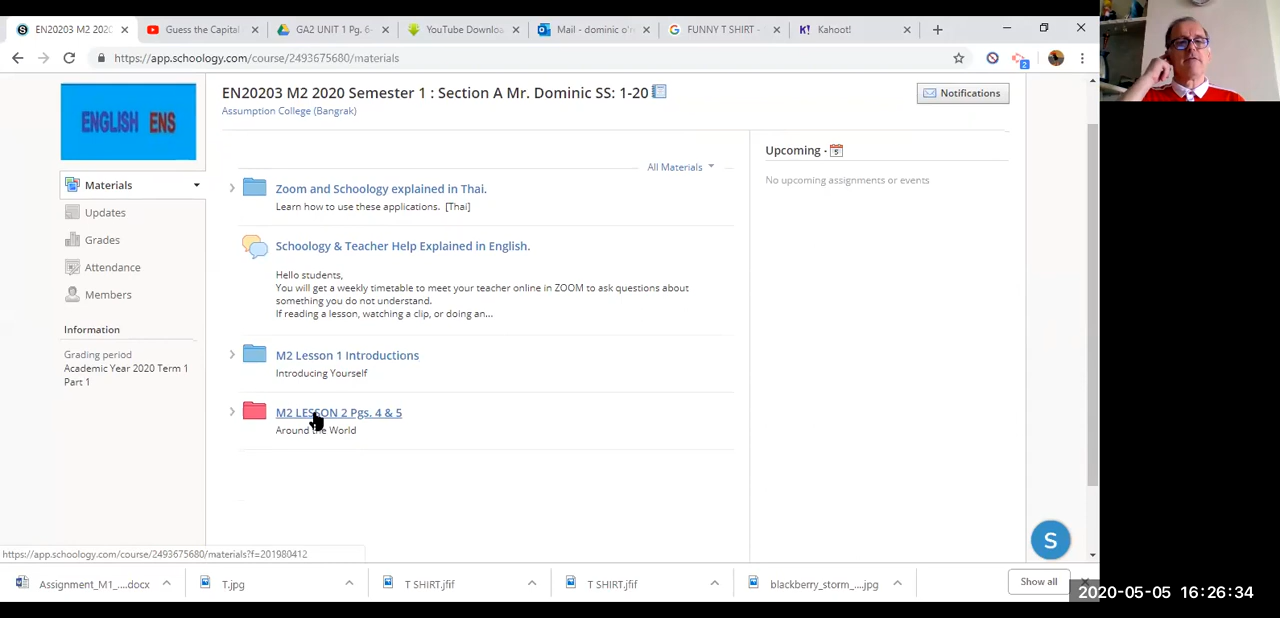 EN20203 M2 202
Guess the Capital
GA2 UNIT 1 Pg. 6-
YouTube Downloa
Mail - dominic o'r
FUNNY T SHIRT -
Kahoot!
https://app.schoology.com/course/2493675680/materials
2
ENGLISH ENS
EN20203 M2 2020 Semester 1 : Section A Mr. Dominic SS: 1-20
Assumption College (Bangrak)
Notifications
Materials
Updates
Grades
Attendance
Members
Information
Grading period
Academic Year 2020 Term 1
Part 1
All Materials
Zoom and Schoology explained in Thai.
Learn how to use these applications. [Thai]
Schoology & Teacher Help Explained in English.
Hello students,
You will get a weekly timetable to meet your teacher online in ZOOM to ask questions about
something you do not understand.
If reading a lesson, watching a clip, or doing an...
M2 Lesson 1 Introductions
Introducing Yourself
M2 LESSON 2 Pgs. 4 & 5
Around the World
Upcoming · 5
No upcoming assignments or events
S
https://app.schoology.com/course/2493675680/materials?f=201980412
Assignment_M1_....docx
T.jpg
T SHIRT.jfif
T SHIRT.jfif
blackberry_storm_....jpg
Show all
2020-05-05 16:26:34